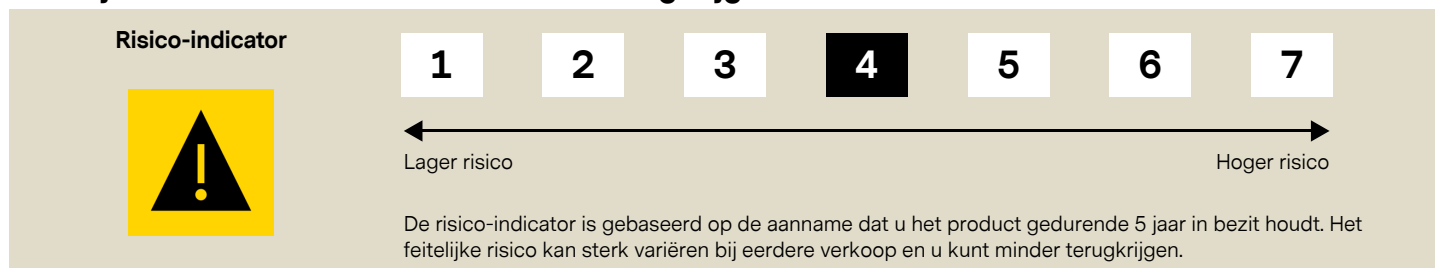 Risico-indicator
1 2 3 4 5 6 7
Lager risico
Hoger risico
De risico-indicator is gebaseerd op de aanname dat u het product gedurende 5 jaar in bezit houdt. Het
feitelijke risico kan sterk variëren bij eerdere verkoop en u kunt minder terugkrijgen.